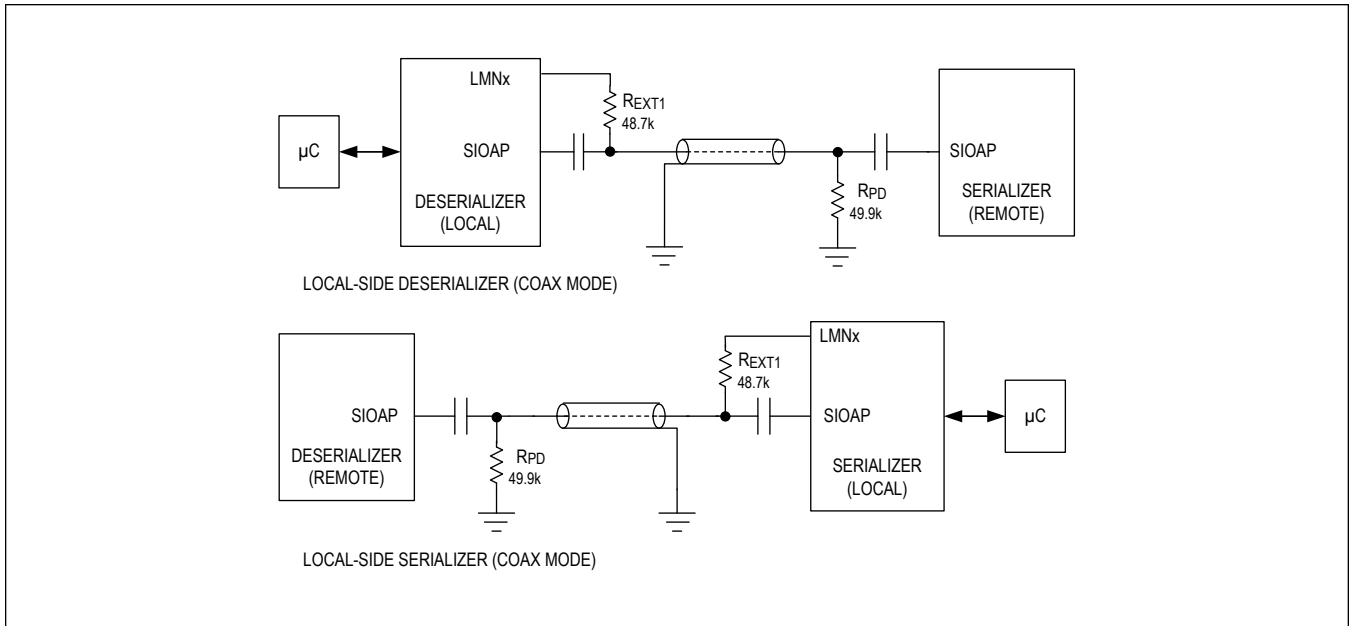 LMNx
REXT1
48.7k
µC
SIOAP
SIOAP
DESERIALIZER
(LOCAL)
RPD
49.9k
SERIALIZER
(REMOTE)
LOCAL-SIDE DESERIALIZER (COAX MODE)
LMNx
REXT1
48.7k
SIOAP
SIOAP
µC
DESERIALIZER
(REMOTE)
RPD
49.9k
SERIALIZER
(LOCAL)
LOCAL-SIDE SERIALIZER (COAX MODE)